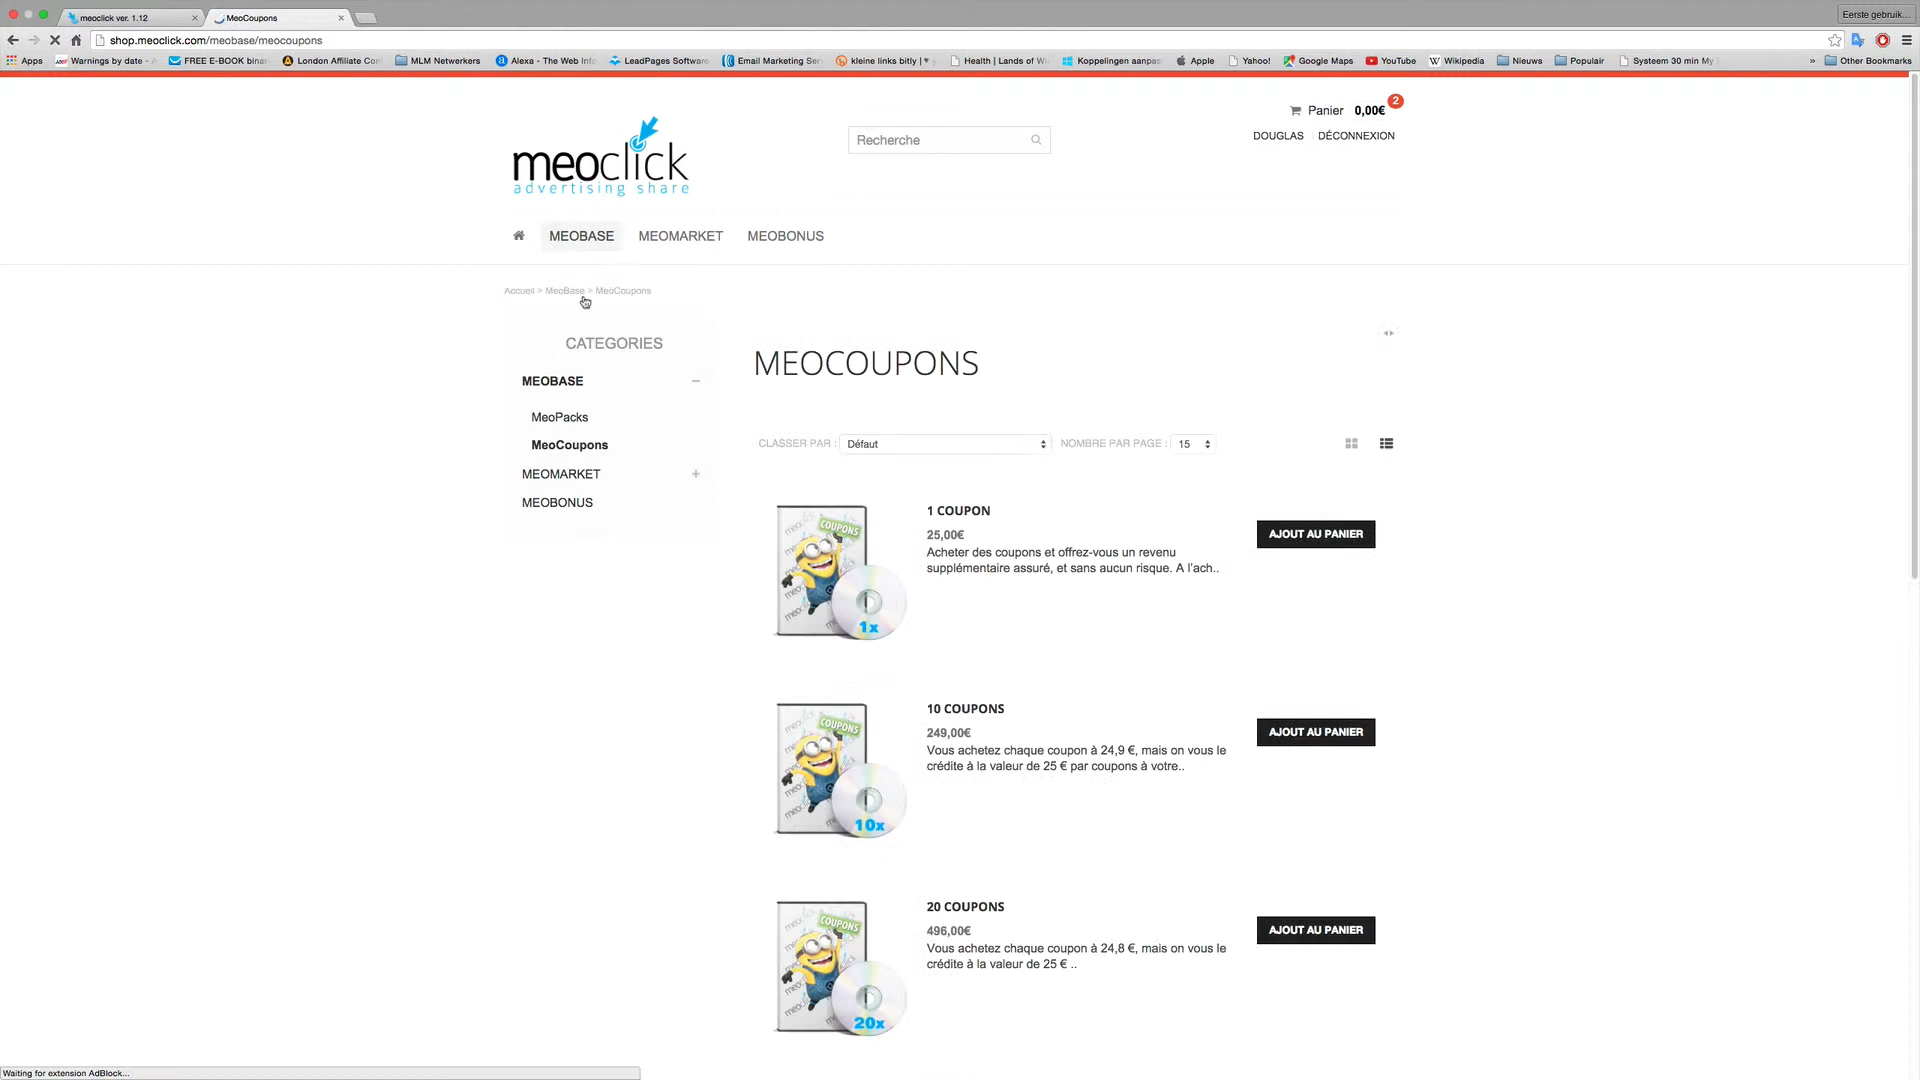 meoclick ver. 1.12
MeoCoupons
Eerste gebruik...
shop.meoclick.com/meobase/meocoupons
Apps
Warnings by date -
FREE E-BOOK binar
London Affiliate Con
MLM Netwerkers
Alexa - The Web Info
LeadPages Software
Email Marketing Ser
kleine links bitly | ♥
Health | Lands of Wi
Koppelingen aanpas
Apple
Yahoo!
Google Maps
YouTube
Wikipedia
Nieuws
Populair
Systeem 30 min My
»
Other Bookmarks
2
Panier 0,00€
DOUGLAS DÉCONNEXION
Recherche
meoclick
advertising share
MEOBASE
MEOMARKET
MEOBONUS
Accueil > MeoBase > MeoCoupons
CATEGORIES
MEOBASE
MeoPacks
MeoCoupons
MEOMARKET
MEOBONUS
MEOCOUPONS
CLASSER PAR : Défaut
NOMBRE PAR PAGE : 15
COUPONS
1x
1 COUPON
25,00€
Acheter des coupons et offrez-vous un revenu
supplémentaire assuré, et sans aucun risque. A l'ach..
AJOUT AU PANIER
COUPONS
10x
10 COUPONS
249,00€
Vous achetez chaque coupon à 24,9 €, mais on vous le
crédite à la valeur de 25 € par coupons à votre..
AJOUT AU PANIER
COUPONS
20x
20 COUPONS
496,00€
Vous achetez chaque coupon à 24,8 €, mais on vous le
crédite à la valeur de 25 € ..
AJOUT AU PANIER
Waiting for extension AdBlock...